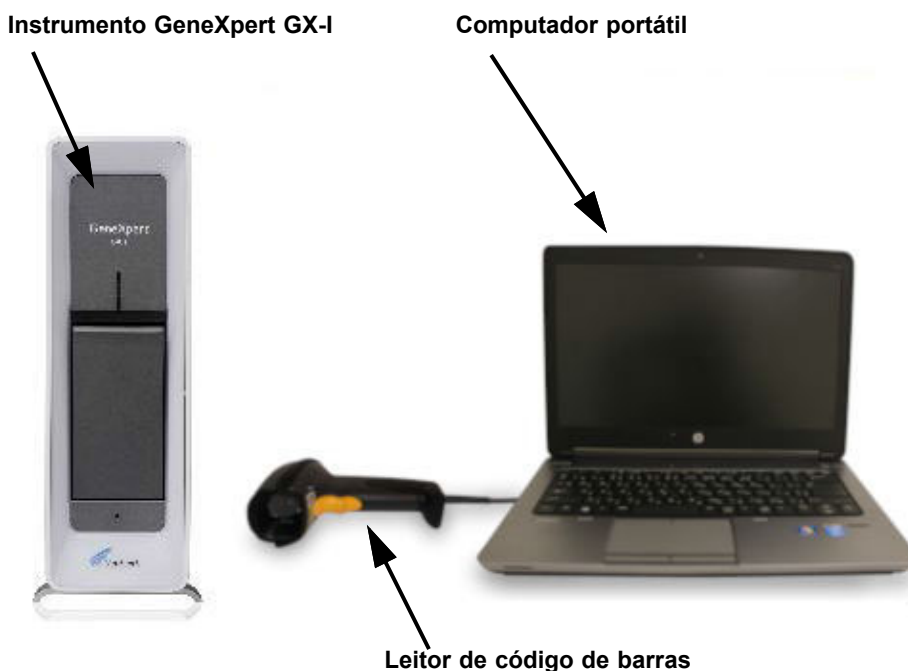 Instrumento GeneXpert GX-I
Computador portátil
GeneXpert
Leitor de código de barras